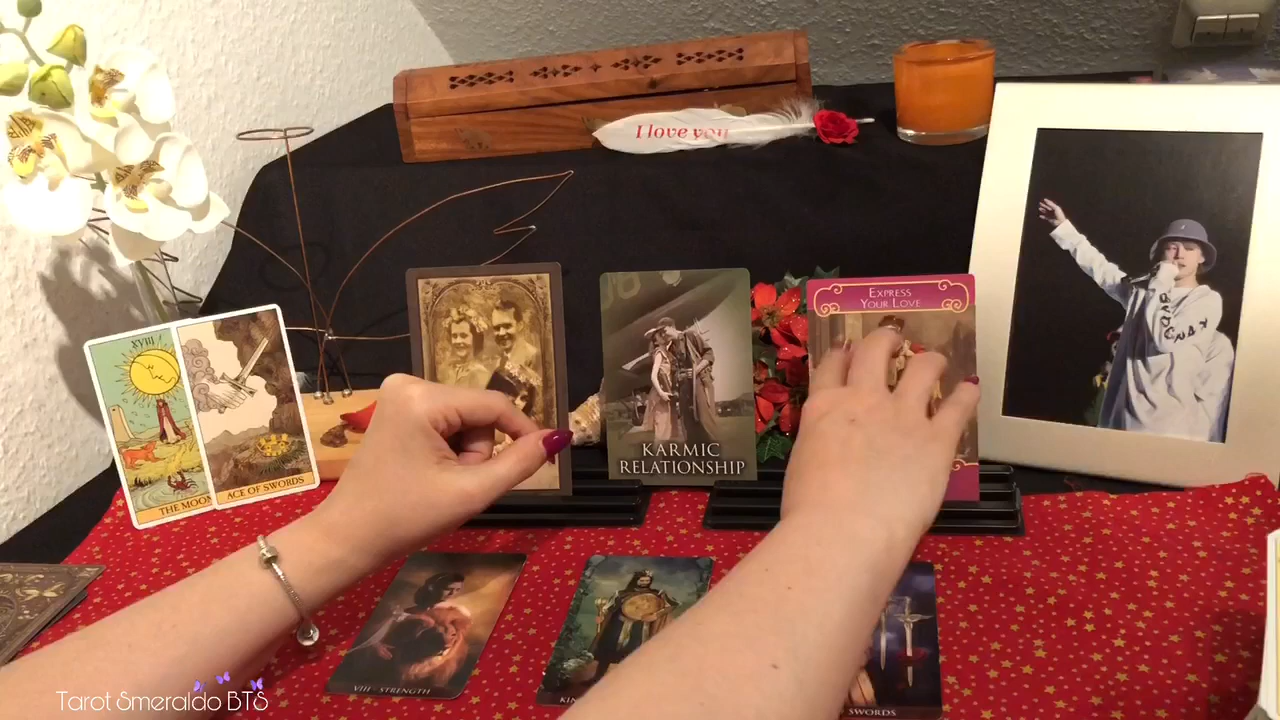 I love you
EXPRESS
YOUR LOVE
XVIII
THE MOON
ACE OF SWORDS
KARMIC
RELATIONSHIP
VIII STRENGTH
SWORDS
Tarot Smeraldo BTS